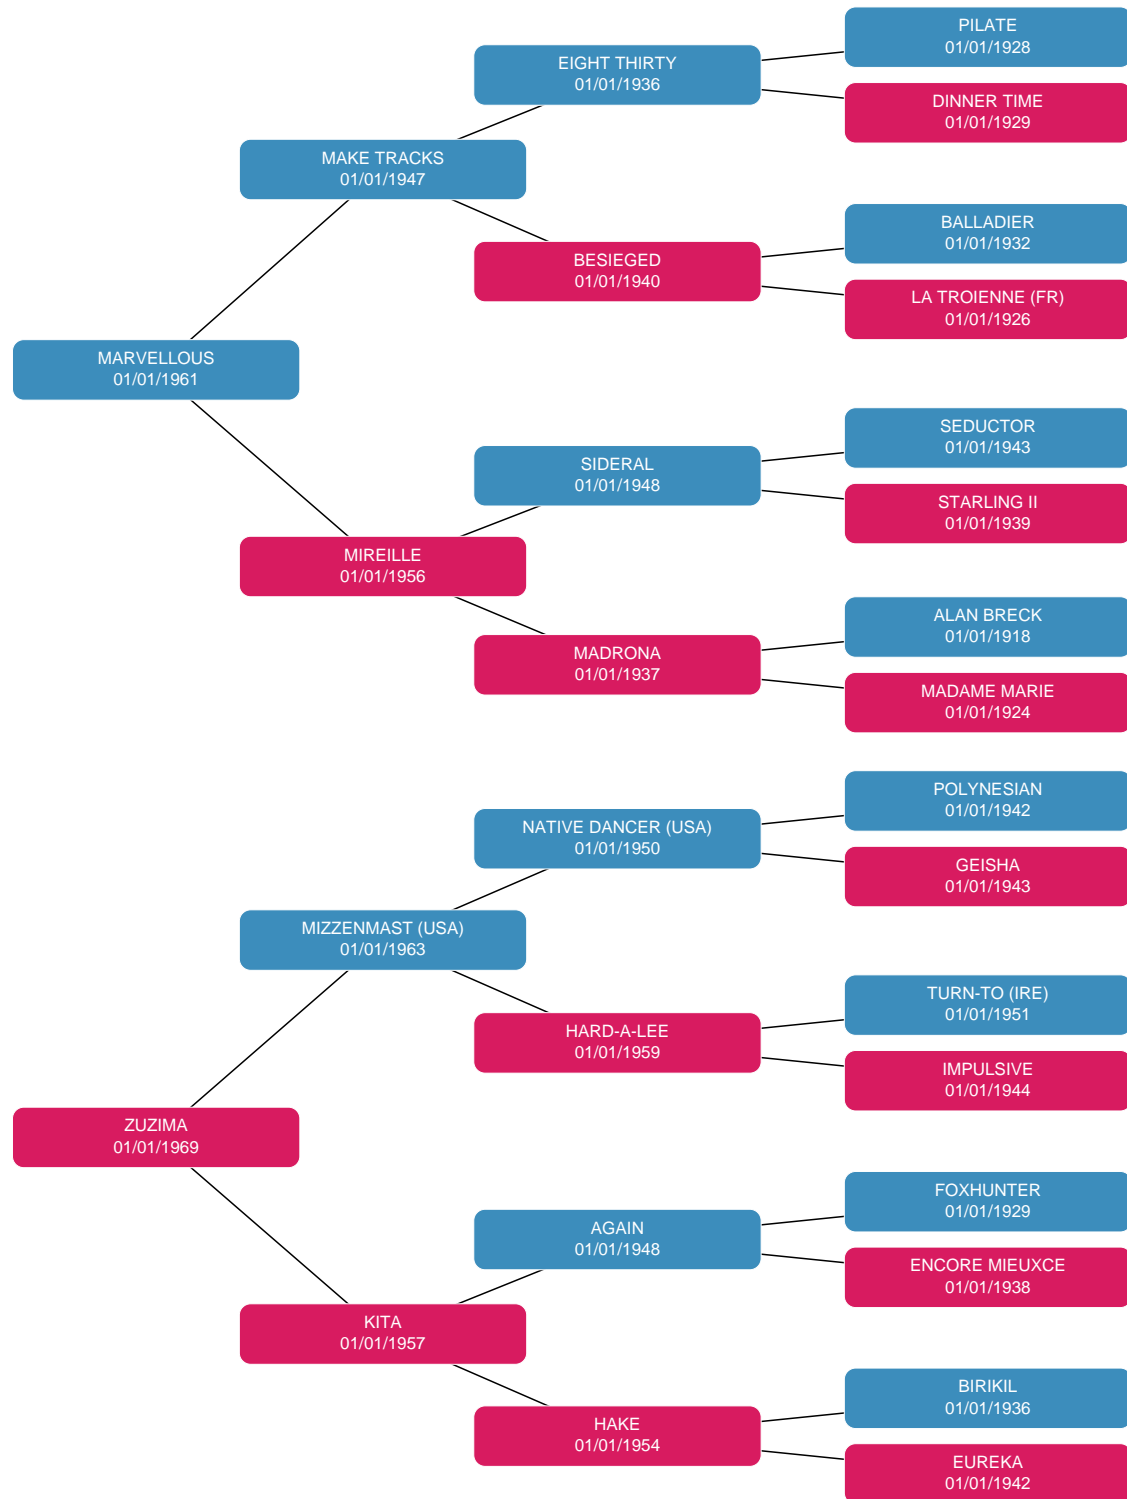 PILATE
01/01/1928
EIGHT THIRTY
01/01/1936
DINNER TIME
01/01/1929
MAKE TRACKS
01/01/1947
BALLADIER
01/01/1932
BESIEGED
01/01/1940
LA TROIENNE (FR)
01/01/1926
MARVELLOUS
01/01/1961
SEDUCTOR
01/01/1943
SIDERAL
01/01/1948
STARLING II
01/01/1939
MIREILLE
01/01/1956
ALAN BRECK
01/01/1918
MADRONA
01/01/1937
MADAME MARIE
01/01/1924
POLYNESIAN
01/01/1942
NATIVE DANCER (USA)
01/01/1950
GEISHA
01/01/1943
MIZZENMAST (USA)
01/01/1963
TURN-TO (IRE)
01/01/1951
HARD-A-LEE
01/01/1959
IMPULSIVE
01/01/1944
ZUZIMA
01/01/1969
FOXHUNTER
01/01/1929
AGAIN
01/01/1948
ENCORE MIEUXCE
01/01/1938
KITA
01/01/1957
BIRIKIL
01/01/1936
HAKE
01/01/1954
EUREKA
01/01/1942